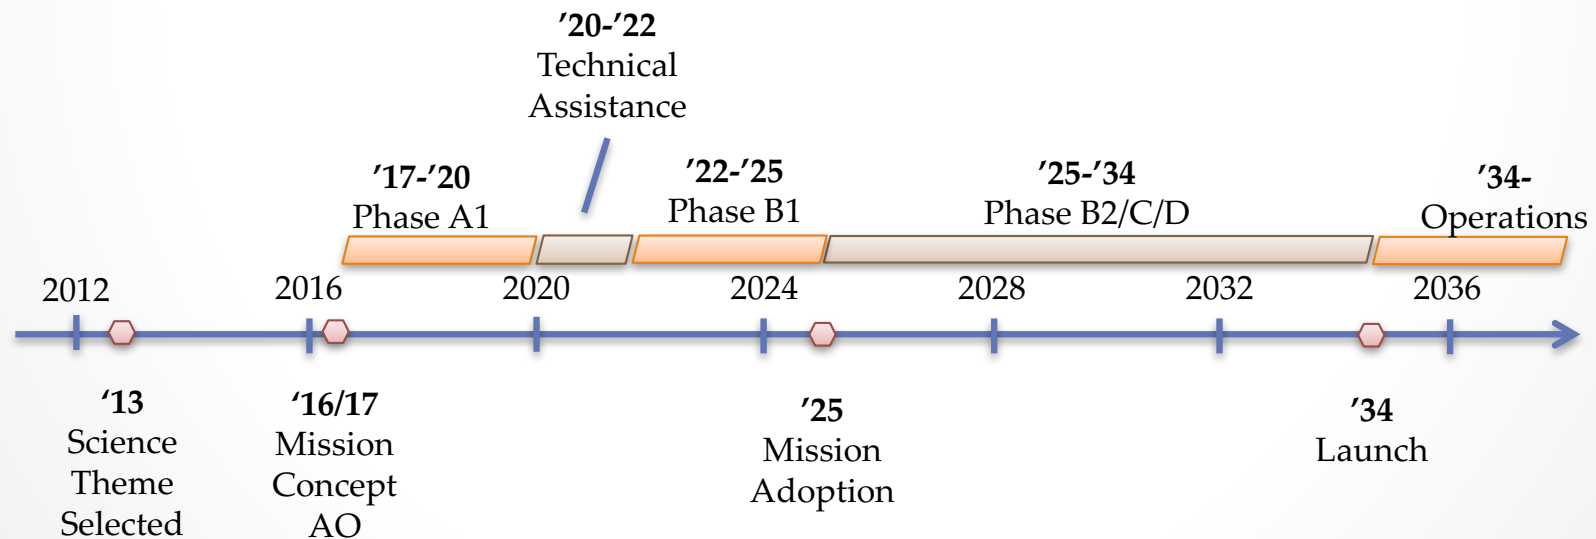 ’20-’22
Technical
Assistance
’17-’20
Phase A1
’22-’25
Phase B1
’25-’34
Phase B2/C/D
’34-
Operations
2012
2016
2020
2024
2028
2032
2036
‘13
Science
Theme
Selected
‘16/17
Mission
Concept
AO
’25
Mission
Adoption
’34
Launch